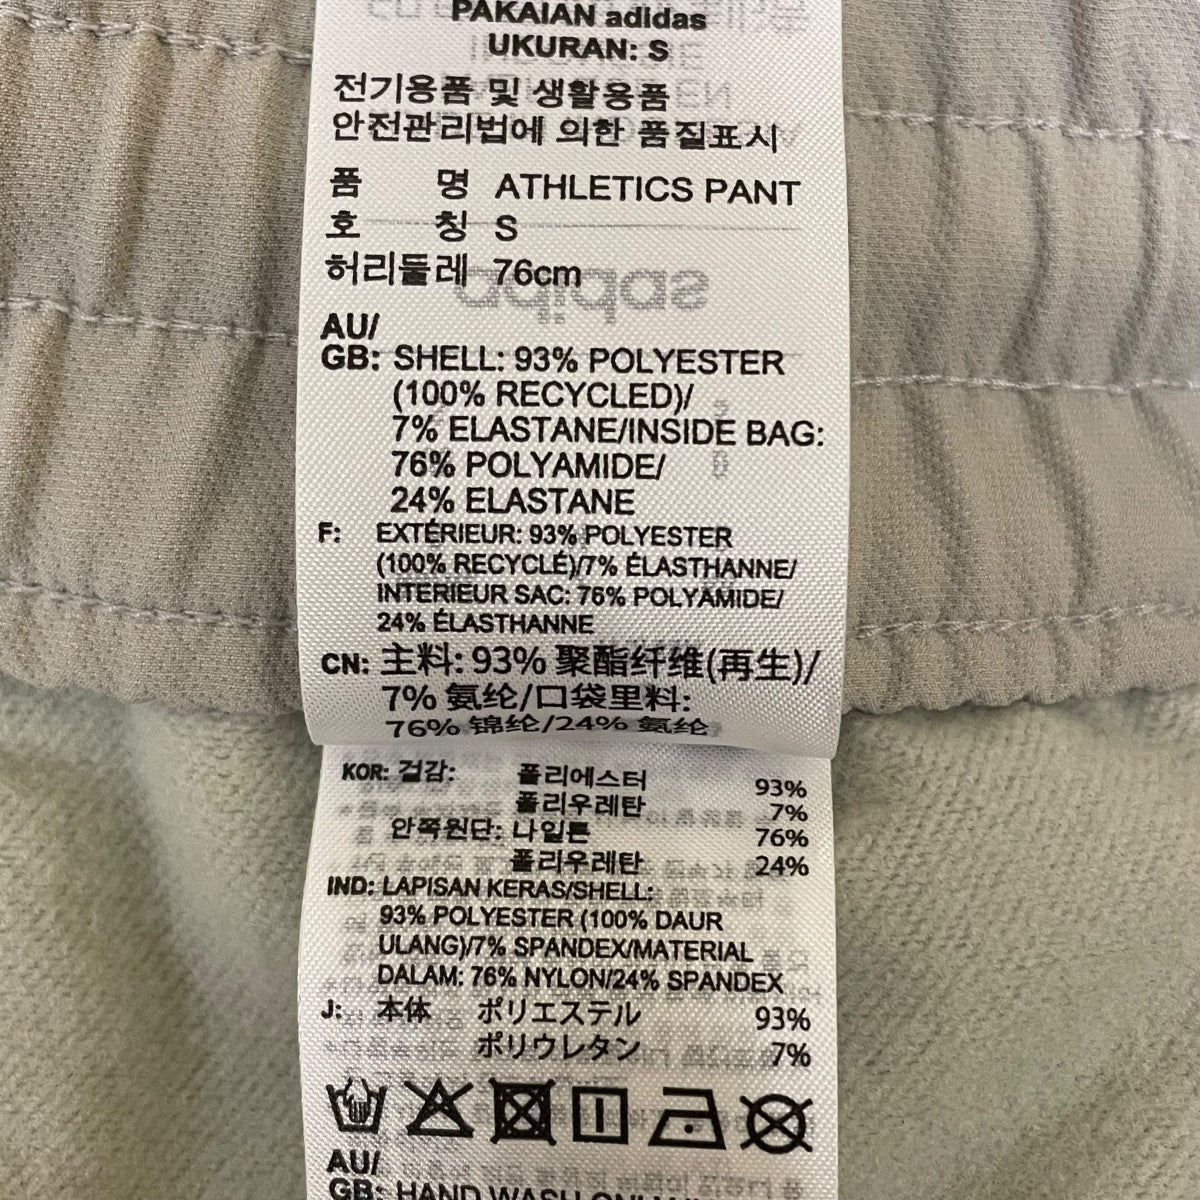 PAKAIAN adidas
UKURAN: S
전기용품 및 생활용품
안전관리법에 의한 품질표시
품 명 ATHLETICS PANT
호 칭 S
허리둘레 76cm
AU/
GB: SHELL: 93% POLYESTER
(100% RECYCLED)/
7% ELASTANE/INSIDE BAG:
76% POLYAMIDE/
24% ELASTANE
F: EXTÉRIEUR: 93% POLYESTER
(100% RECYCLÉ)/7% ÉLASTHANNE/
INTERIEUR SAC: 76% POLYAMIDE/
24% ÉLASTHANNE
CN: 主料: 93% 聚酯纤维(再生)/
7% 氨纶/口袋里料:
76% 锦纶/24% 氨纶
KOR: 겉감: 폴리에스터 93%
폴리우레탄 7%
안쪽원단: 나일론 76%
폴리우레탄 24%
IND: LAPISAN KERAS/SHELL:
93% POLYESTER (100% DAUR
ULANG)/7% SPANDEX/MATERIAL
DALAM: 76% NYLON/24% SPANDEX
J: 本体 ポリエステル 93%
ポリウレタン 7%
AU/
GB: HAND WASH ONLY